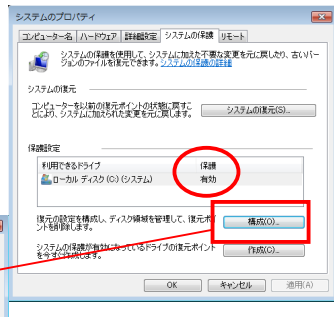 システムのプロパティ
コンピューター名 ハードウェア 詳細設定 システムの保護 リモート
システムの保護を使用して、システムに加えた不要な変更を元に戻したり、古いバー
ジョンのファイルを復元できます。システムの保護の詳細
システムの復元
コンピューターを以前の復元ポイントの状態に戻すこ
とにより、システムに加えられた変更を元に戻します。
システムの復元(S)...
保護設定
利用できるドライブ 保護
ローカル ディスク (C:) (システム) 有効
復元の設定を構成し、ディスク領域を管理して、復元ポイ
ントを削除します。
構成(O)...
システムの保護が有効になっているドライブの復元ポイント
を今すぐ作成します。
作成(C)...
OK キャンセル 適用(A)